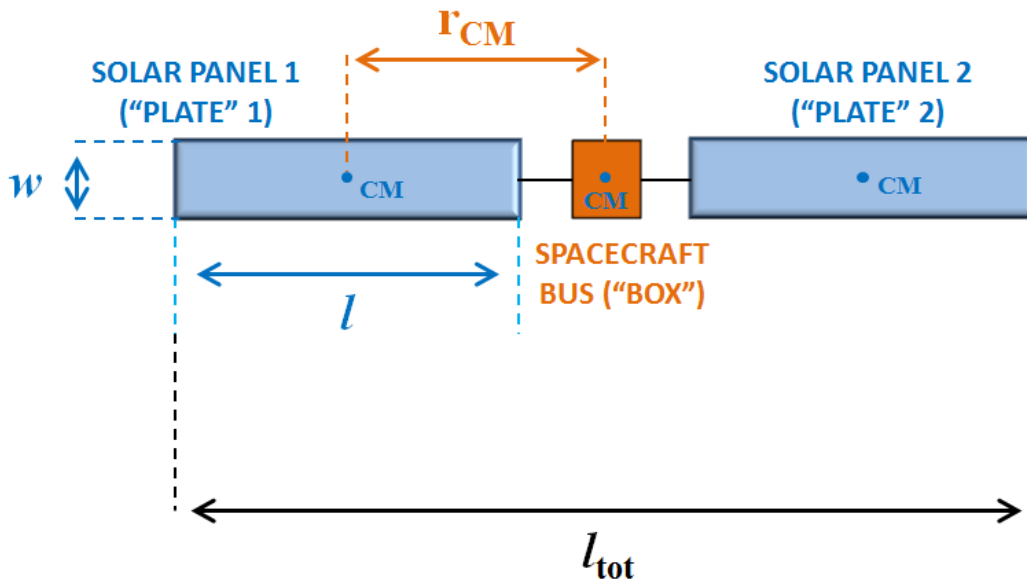 r_CM
SOLAR PANEL 1
("PLATE" 1)
SOLAR PANEL 2
("PLATE" 2)
w
CM
CM
CM
SPACECRAFT
BUS ("BOX")
l
l_tot